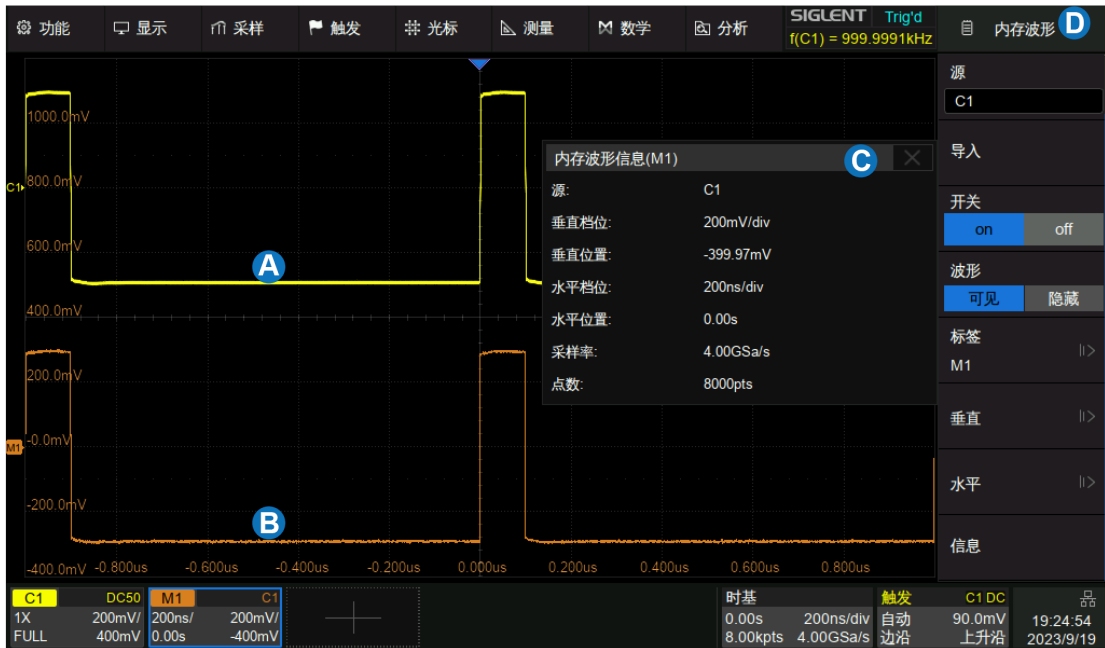 功能 显示 采样 触发 光标 测量 数学 分析
SIGLENT Trig'd
f(C1) = 999.9991kHz
内存波形 D
源
C1
导入
开关
on off
波形
可见 隐藏
标签
M1
垂直
水平
信息
1000.0mV
C1 800.0mV
600.0mV
A
400.0mV
200.0mV
M1 -0.0mV
-200.0mV
B
-400.0mV -0.800us -0.600us -0.400us -0.200us 0.000us 0.200us 0.400us 0.600us 0.800us
内存波形信息(M1) C
源: C1
垂直档位: 200mV/div
垂直位置: -399.97mV
水平档位: 200ns/div
水平位置: 0.00s
采样率: 4.00GSa/s
点数: 8000pts
C1 DC50
1X 200mV/
FULL 400mV
M1 C1
200ns/ 200mV/
0.00s -400mV
时基
0.00s 200ns/div
8.00kpts 4.00GSa/s
触发 C1 DC
自动 90.0mV
边沿 上升沿
19:24:54
2023/9/19